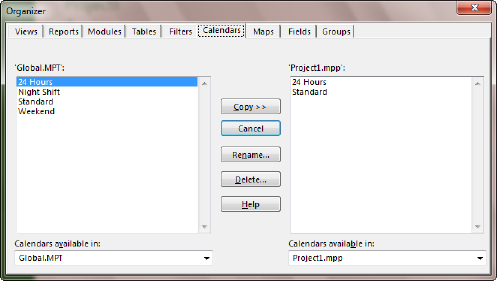 Organizer
Views Reports Modules Tables Filters Calendars Maps Fields Groups
'Global.MPT': 'Project1.mpp':
24 Hours 24 Hours
Night Shift Standard
Standard
Weekend
Copy >>
Cancel
Rename...
Delete...
Help
Calendars available in: Calendars available in:
Global.MPT Project1.mpp